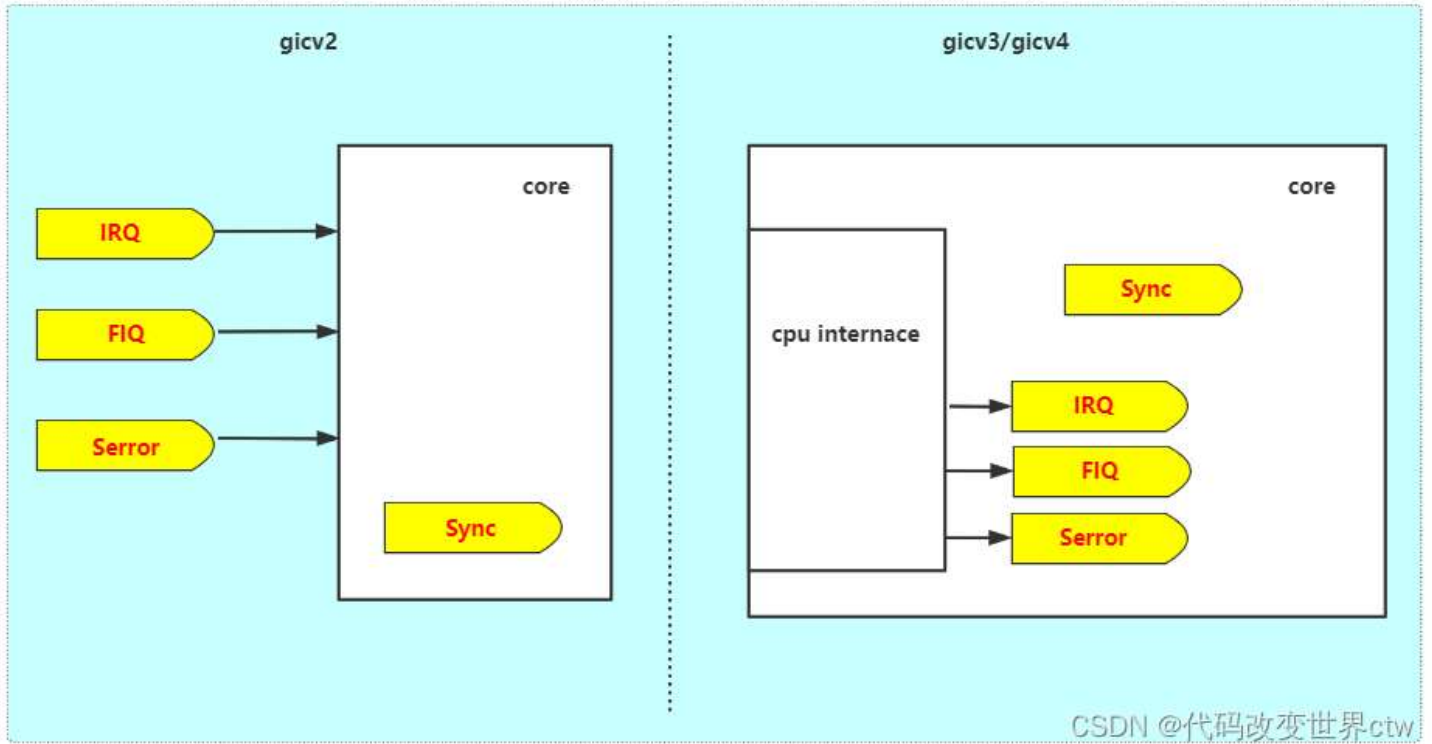 gicv2
core
IRQ
FIQ
Serror
Sync
gicv3/gicv4
core
Sync
cpu internace
IRQ
FIQ
Serror
CSDN @代码改变世界ctw